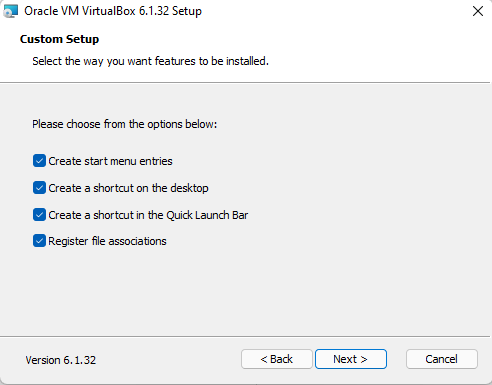 Oracle VM VirtualBox 6.1.32 Setup
Custom Setup
Select the way you want features to be installed.
Please choose from the options below:
Create start menu entries
Create a shortcut on the desktop
Create a shortcut in the Quick Launch Bar
Register file associations
Version 6.1.32
< Back
Next >
Cancel